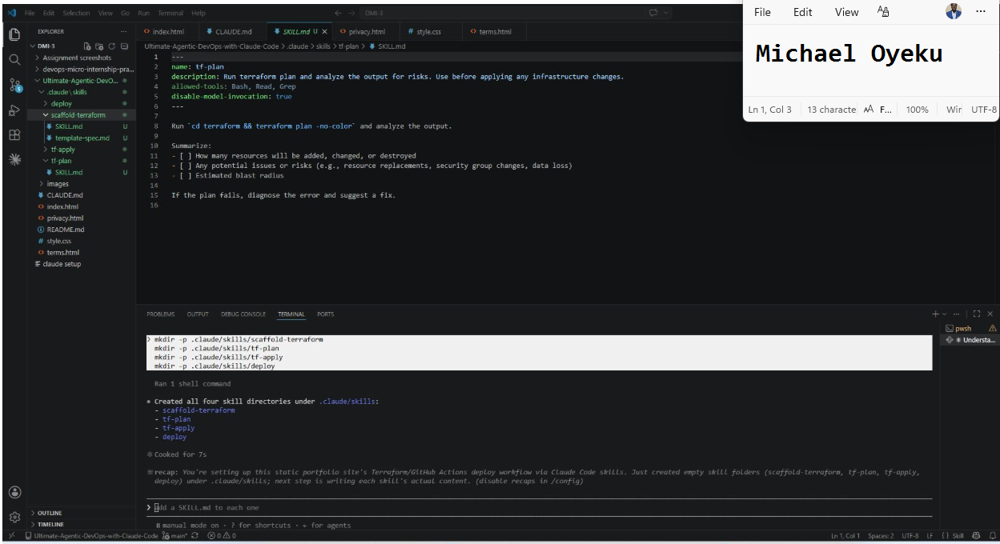 File Edit Selection View Go Run Terminal Help
DMI-3
File Edit View
Michael Oyeku
Ln 1, Col 3 13 characte F... 100% Wir UTF-8
EXPLORER
DMI-3
Assignment screeshots
devops-micro-internship-pra...
Ultimate-Agentic-DevO...
.claude \ skills
deploy
scaffold-terraform
SKILL.md U
template-spec.md U
tf-apply
tf-plan
SKILL.md U
images
CLAUDE.md
index.html
privacy.html
README.md
style.css
terms.html
claude setup
OUTLINE
TIMELINE
index.html CLAUDE.md SKILL.md U privacy.html style.css terms.html
Ultimate-Agentic-DevOps-with-Claude-Code > .claude > skills > tf-plan > SKILL.md
1 ---
2 name: tf-plan
3 description: Run terraform plan and analyze the output for risks. Use before applying any infrastructure changes.
4 allowed-tools: Bash, Read, Grep
5 disable-model-invocation: true
6 ---
7
8 Run `cd terraform && terraform plan -no-color` and analyze the output.
9
10 Summarize:
11 - [ ] How many resources will be added, changed, or destroyed
12 - [ ] Any potential issues or risks (e.g., resource replacements, security group changes, data loss)
13 - [ ] Estimated blast radius
14
15 If the plan fails, diagnose the error and suggest a fix.
16
PROBLEMS OUTPUT DEBUG CONSOLE TERMINAL PORTS
pwsh
Understa...
> mkdir -p .claude/skills/scaffold-terraform
mkdir -p .claude/skills/tf-plan
mkdir -p .claude/skills/tf-apply
mkdir -p .claude/skills/deploy
Ran 1 shell command
● Created all four skill directories under .claude/skills:
- scaffold-terraform
- tf-plan
- tf-apply
- deploy
✻ Cooked for 7s
※ recap: You're setting up this static portfolio site's Terraform/GitHub Actions deploy workflow via Claude Code skills. Just created empty skill folders (scaffold-terraform, tf-plan, tf-apply,
deploy) under .claude/skills; next step is writing each skill's actual content. (disable recaps in /config)
> add a SKILL.md to each one
⏸ manual mode on · ? for shortcuts · ← for agents
Ultimate-Agentic-DevOps-with-Claude-Code main* 0 0 Ln 1, Col 1 Spaces: 2 UTF-8 LF { } Skill